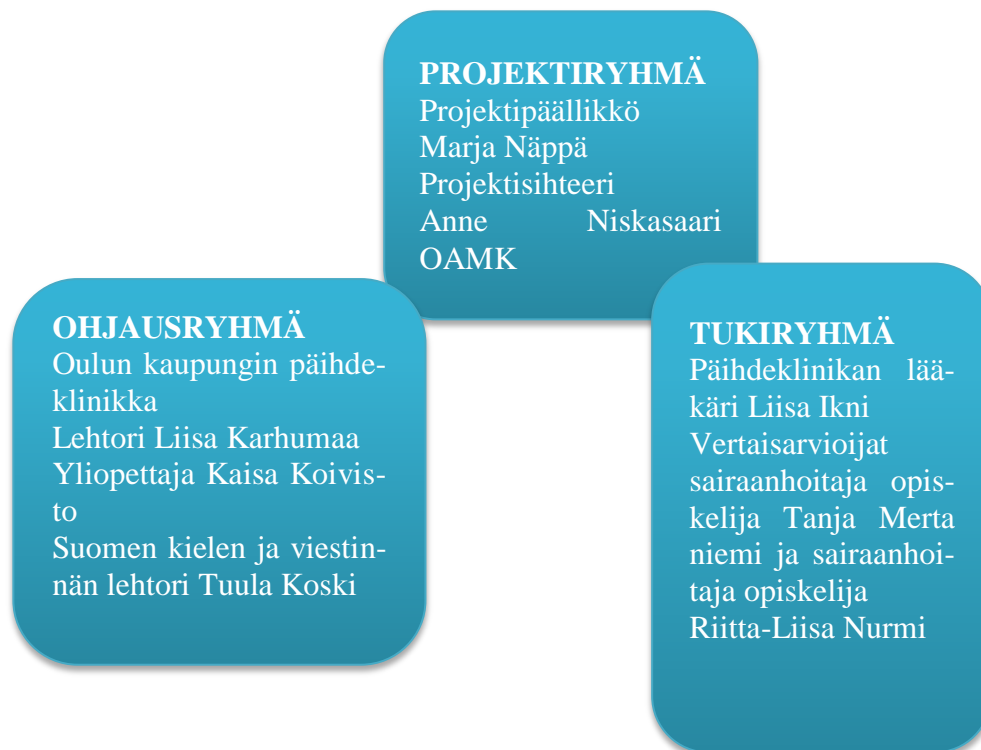 PROJEKTIRYHMÄ
Projektipäällikkö
Marja Näppä
Projektisihteeri
Anne Niskasaari
OAMK
OHJAUSRYHMÄ
Oulun kaupungin päihde-
klinikka
Lehtori Liisa Karhumaa
Yliopettaja Kaisa Koivis-
to
Suomen kielen ja viestin-
nän lehtori Tuula Koski
TUKIRYHMÄ
Päihdeklinikan lää-
käri Liisa Ikni
Vertaisarvioijat
sairaanhoitaja opis-
kelija Tanja Merta
niemi ja sairaanhoi-
taja opiskelija
Riitta-Liisa Nurmi